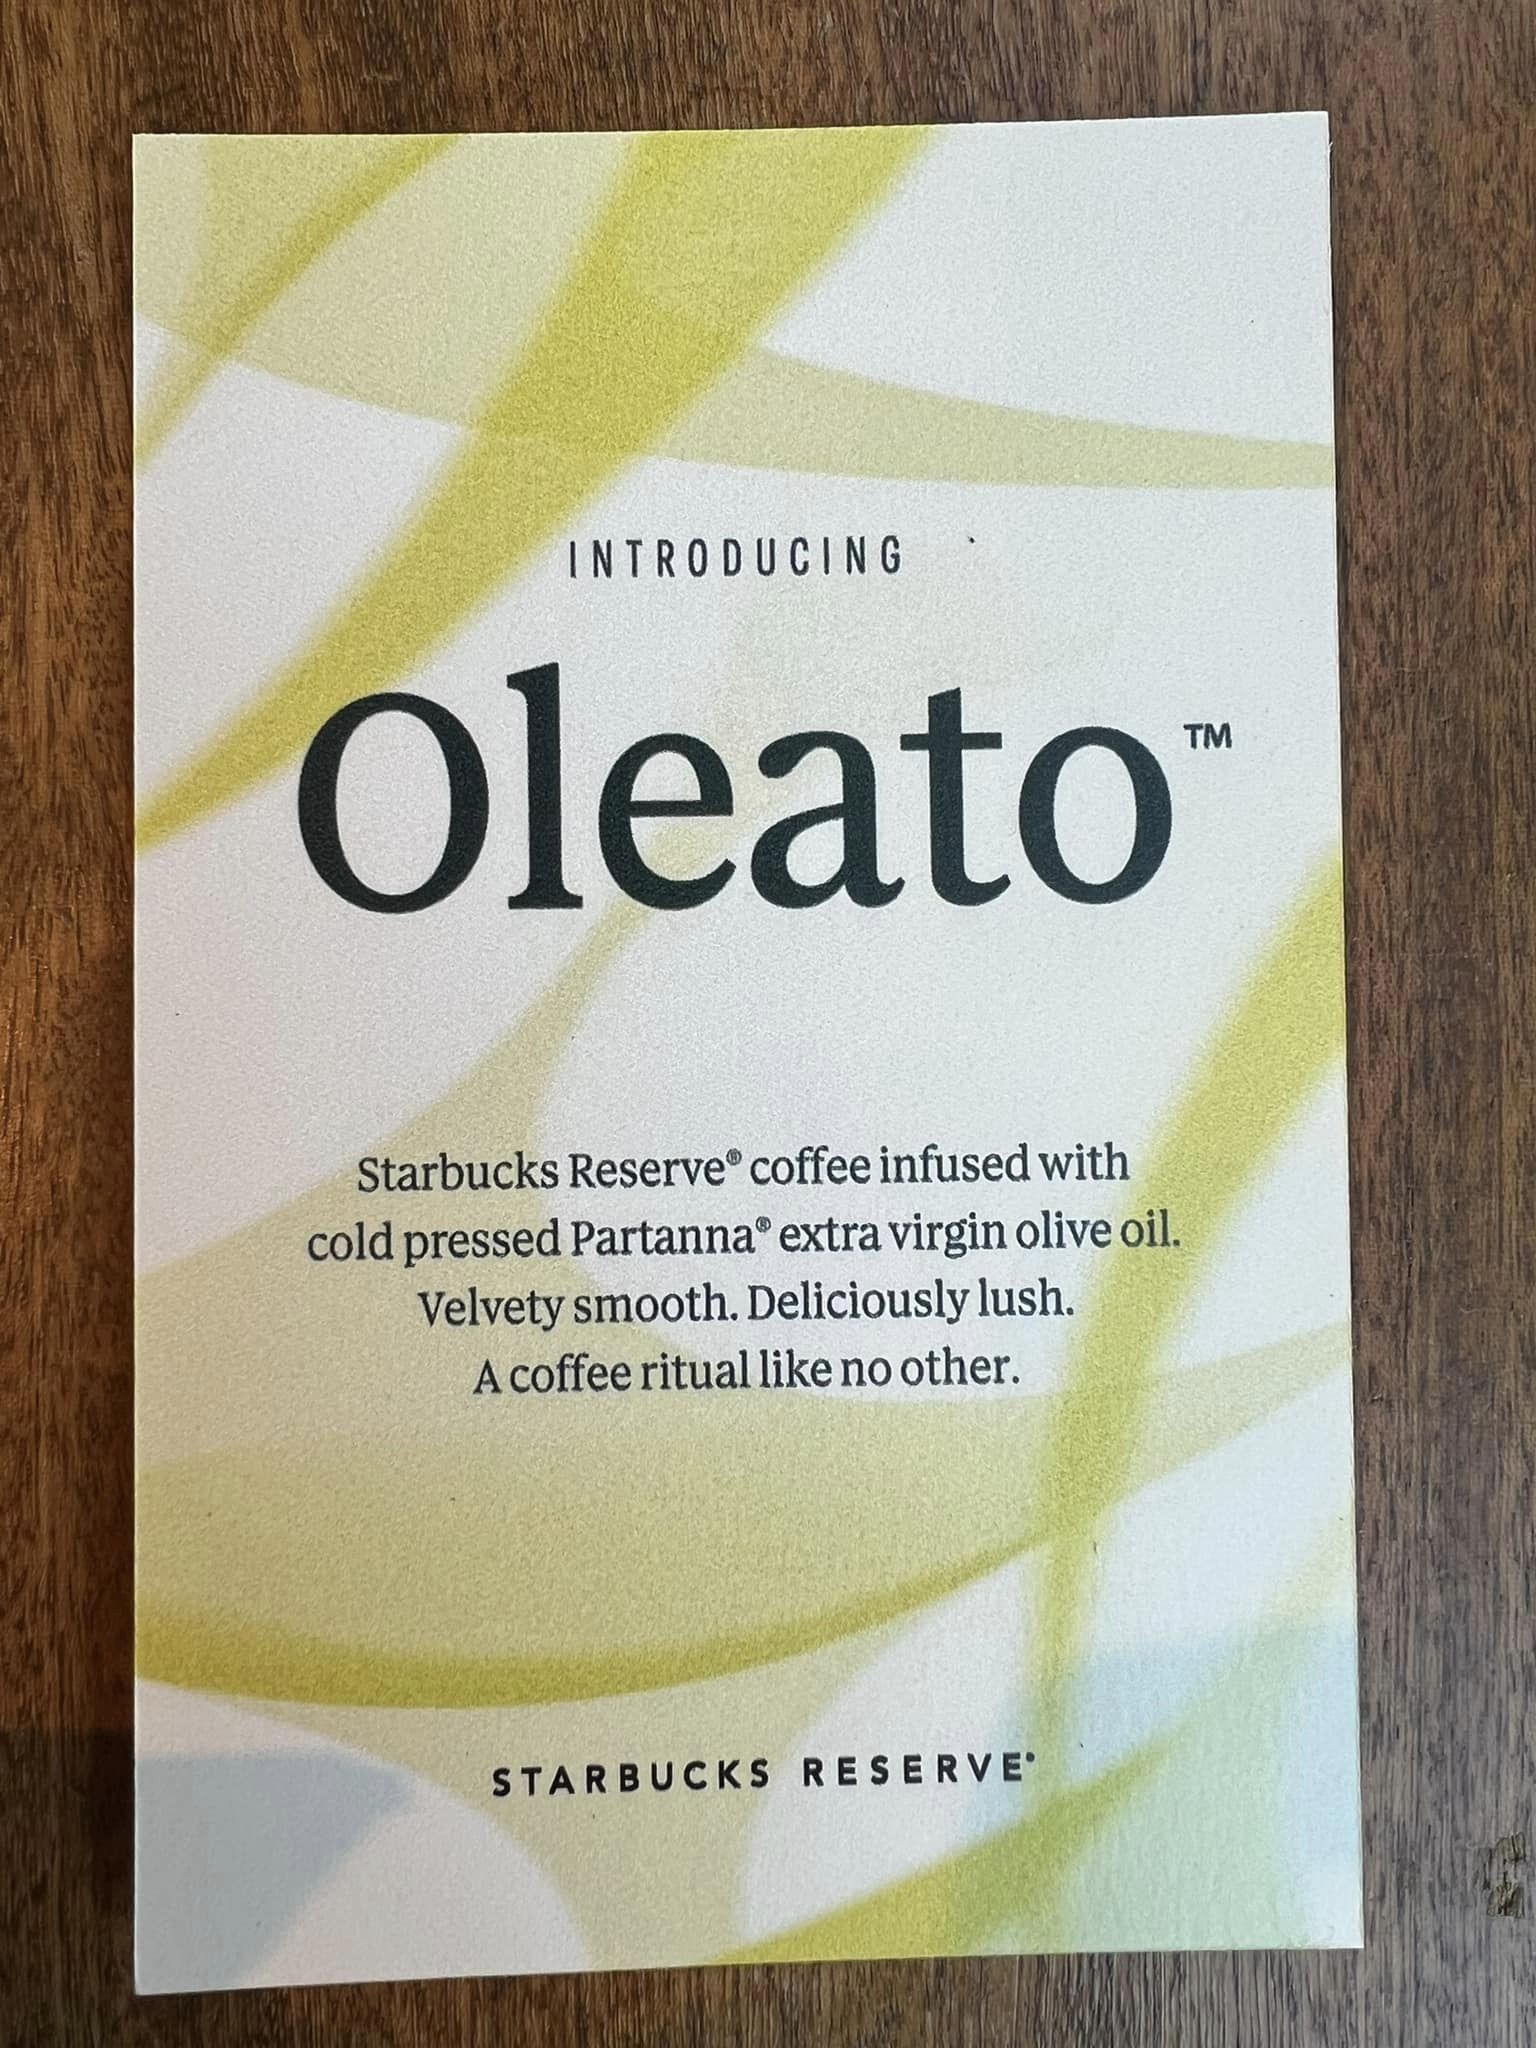 INTRODUCING
Oleato™
Starbucks Reserve® coffee infused with
cold pressed Partanna® extra virgin olive oil.
Velvety smooth. Deliciously lush.
A coffee ritual like no other.
STARBUCKS RESERVE®